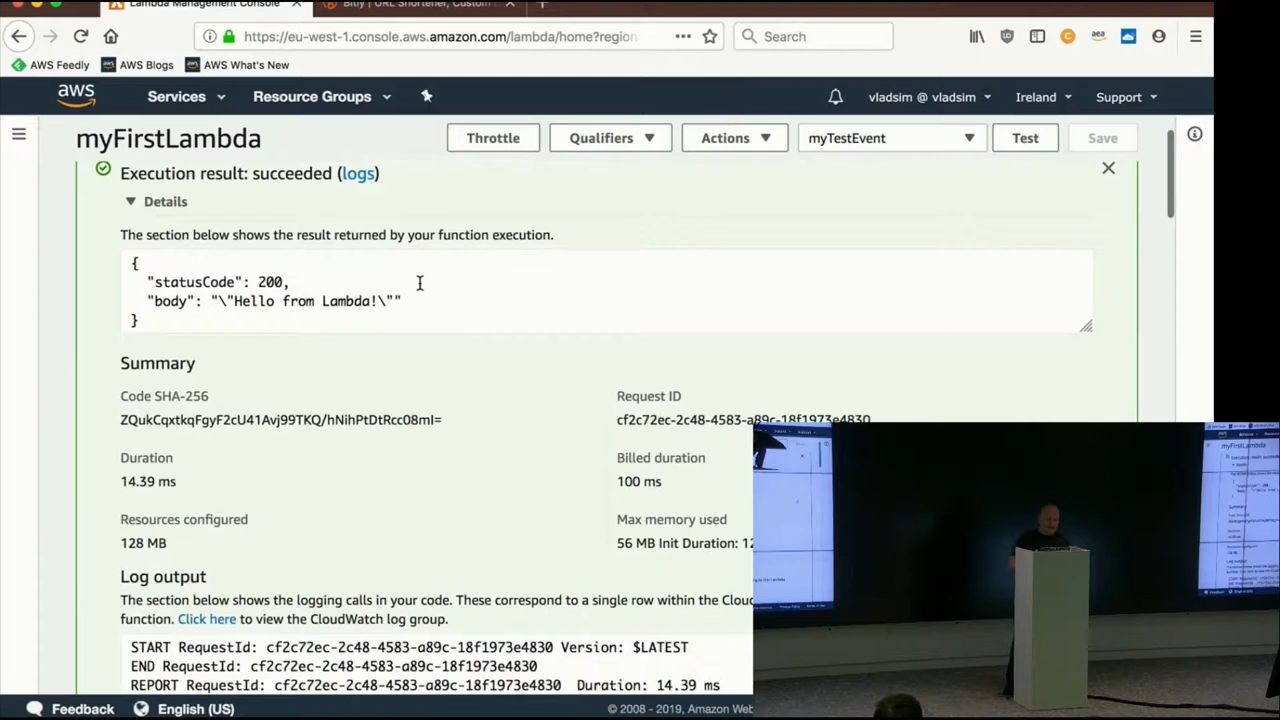 Lambda Management Console
Bitly | URL Shortener, Custom
https://eu-west-1.console.aws.amazon.com/lambda/home?region
Search
AWS Feedly
AWS Blogs
AWS What's New
aws
Services
Resource Groups
vladsim @ vladsim
Ireland
Support
myFirstLambda
Throttle
Qualifiers
Actions
myTestEvent
Test
Save
Execution result: succeeded (logs)
Details
The section below shows the result returned by your function execution.
{
"statusCode": 200,
"body": "\"Hello from Lambda!\""
}
Summary
Code SHA-256
Request ID
ZQukCqxtkqFgyF2cU41Avj99TKQ/hNihPtDtRcc08mI=
cf2c72ec-2c48-4583-a89c-18f1973e4830
Duration
Billed duration
14.39 ms
100 ms
Resources configured
Max memory used
128 MB
56 MB Init Duration: 12
Log output
The section below shows the logging calls in your code. These correspond to a single row within the Clou
function. Click here to view the CloudWatch log group.
START RequestId: cf2c72ec-2c48-4583-a89c-18f1973e4830 Version: $LATEST
END RequestId: cf2c72ec-2c48-4583-a89c-18f1973e4830
REPORT RequestId: cf2c72ec-2c48-4583-a89c-18f1973e4830 Duration: 14.39 ms
Feedback
English (US)
© 2008 - 2019, Amazon Web
myFirstLambda